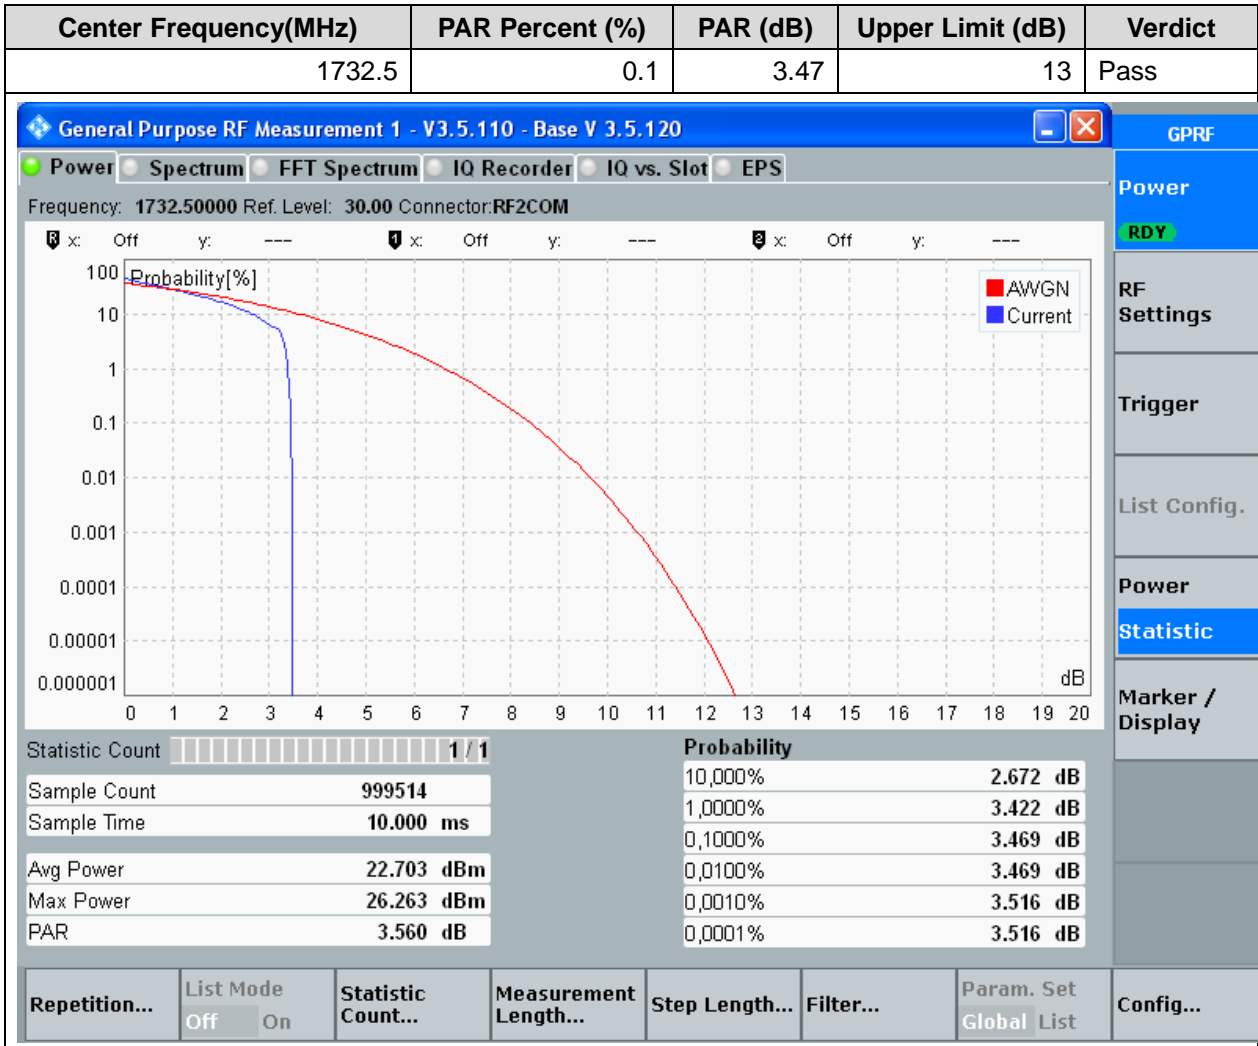 Center Frequency(MHz) PAR Percent (%) PAR (dB) Upper Limit (dB) Verdict
1732.5 0.1 3.47 13 Pass
General Purpose RF Measurement 1 - V3.5.110 - Base V 3.5.120
GPRF
Power Spectrum FFT Spectrum IQ Recorder IQ vs. Slot EPS
Frequency: 1732.50000 Ref. Level: 30.00 Connector:RF2COM
R x: Off y: --- 1 x: Off y: --- 2 x: Off y: ---
Probability[%]
AWGN
Current
100
10
1
0.1
0.01
0.001
0.0001
0.00001
0.000001
dB
0 1 2 3 4 5 6 7 8 9 10 11 12 13 14 15 16 17 18 19 20
Statistic Count 1 / 1
Sample Count 999514
Sample Time 10.000 ms
Avg Power 22.703 dBm
Max Power 26.263 dBm
PAR 3.560 dB
Probability
10,000% 2.672 dB
1,0000% 3.422 dB
0,1000% 3.469 dB
0,0100% 3.469 dB
0,0010% 3.516 dB
0,0001% 3.516 dB
Power
RDY
RF
Settings
Trigger
List Config.
Power
Statistic
Marker /
Display
Repetition...
List Mode
Off On
Statistic
Count...
Measurement
Length...
Step Length...
Filter...
Param. Set
Global List
Config...